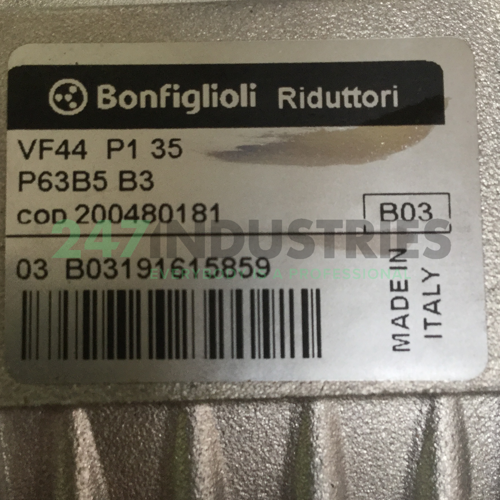 Bonfiglioli Riduttori
VF44 P1 35
P63B5 B3
COD 200480181
B03
247INDUSTRIES
03 B03191615859
MADE IN
ITALY